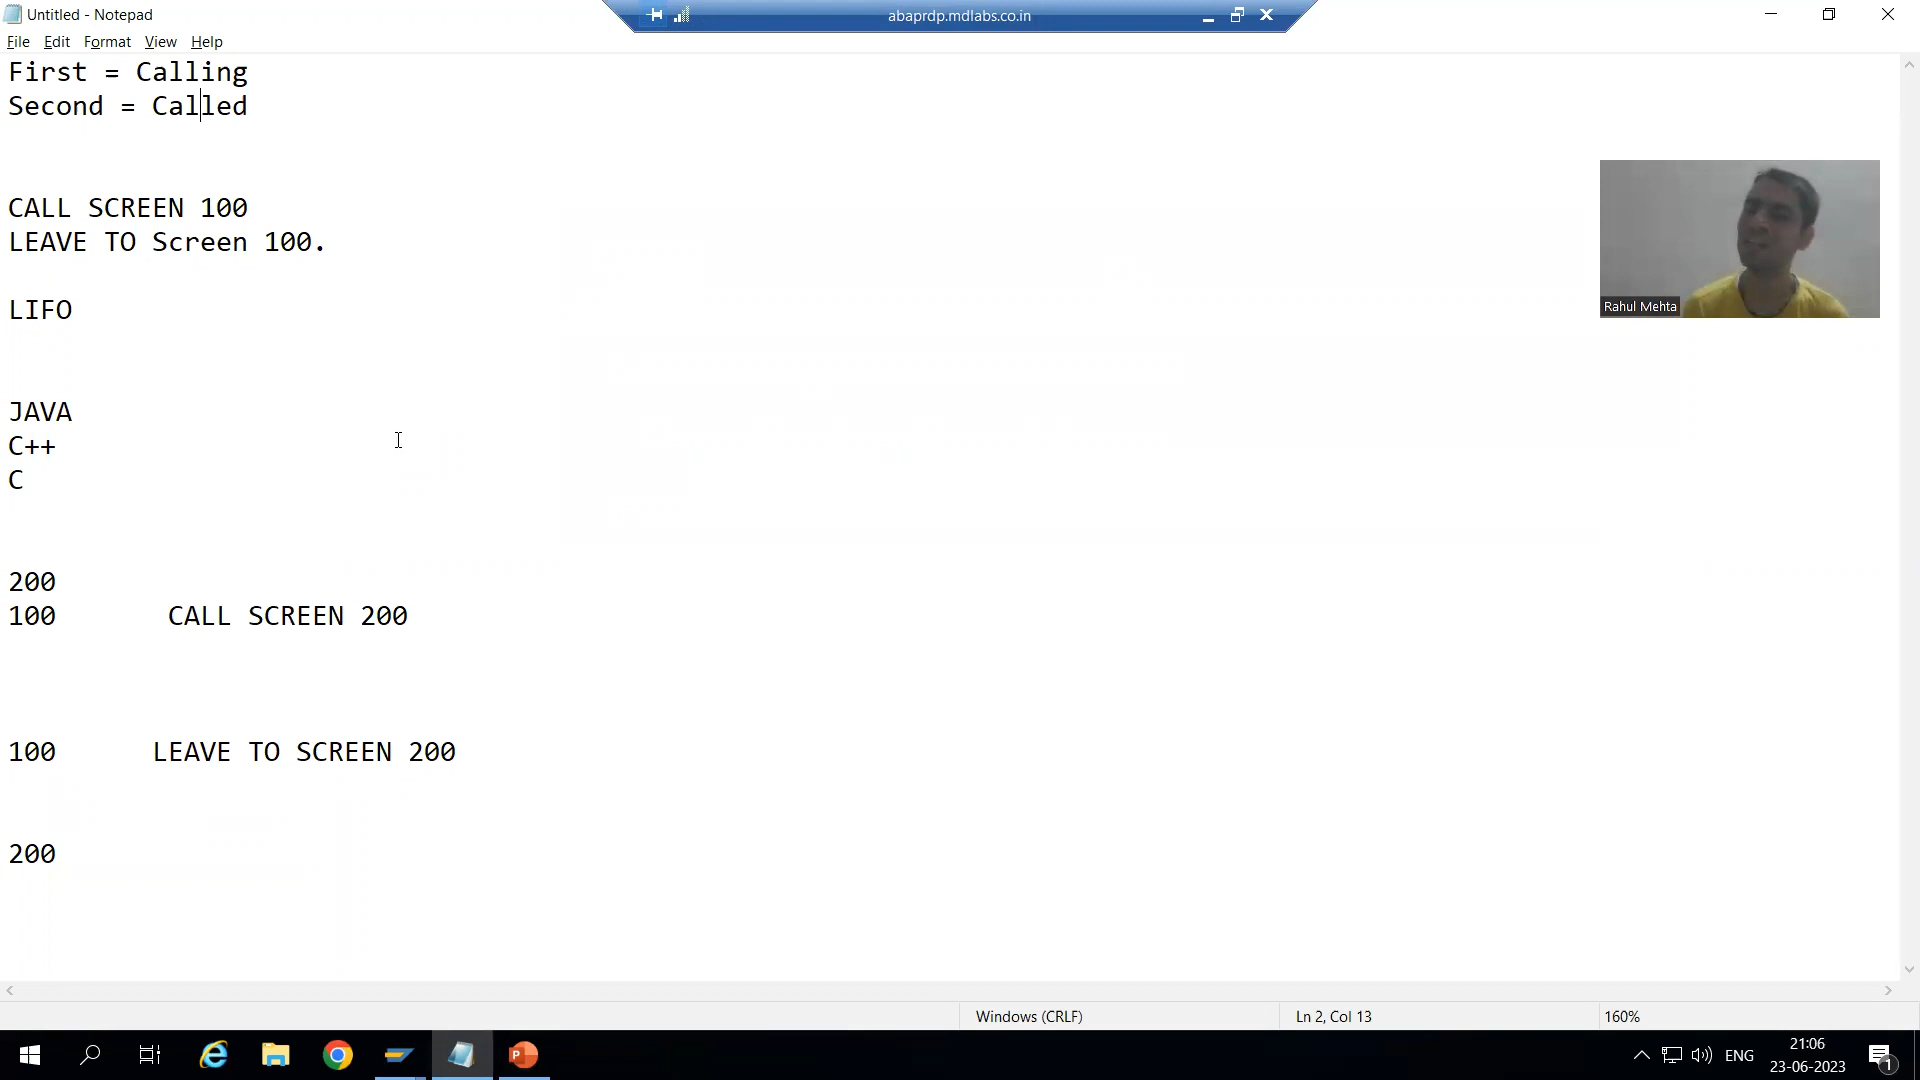 Untitled - Notepad
abaprdp.mdlabs.co.in
File Edit Format View Help
First = Calling
Second = Called
CALL SCREEN 100
LEAVE TO Screen 100.
LIFO
JAVA
C++
C
200
100 CALL SCREEN 200
100 LEAVE TO SCREEN 200
200
Rahul Mehta
Windows (CRLF) Ln 2, Col 13 160%
ENG
21:06
23-06-2023
1